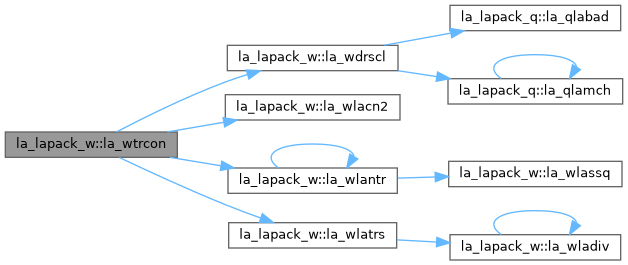 la_lapack_q::la_qlabad
la_lapack_w::la_wdrscl
la_lapack_q::la_qlamch
la_lapack_w::la_wlacn2
la_lapack_w::la_wtrcon
la_lapack_w::la_wlantr
la_lapack_w::la_wlassq
la_lapack_w::la_wlatrs
la_lapack_w::la_wladiv